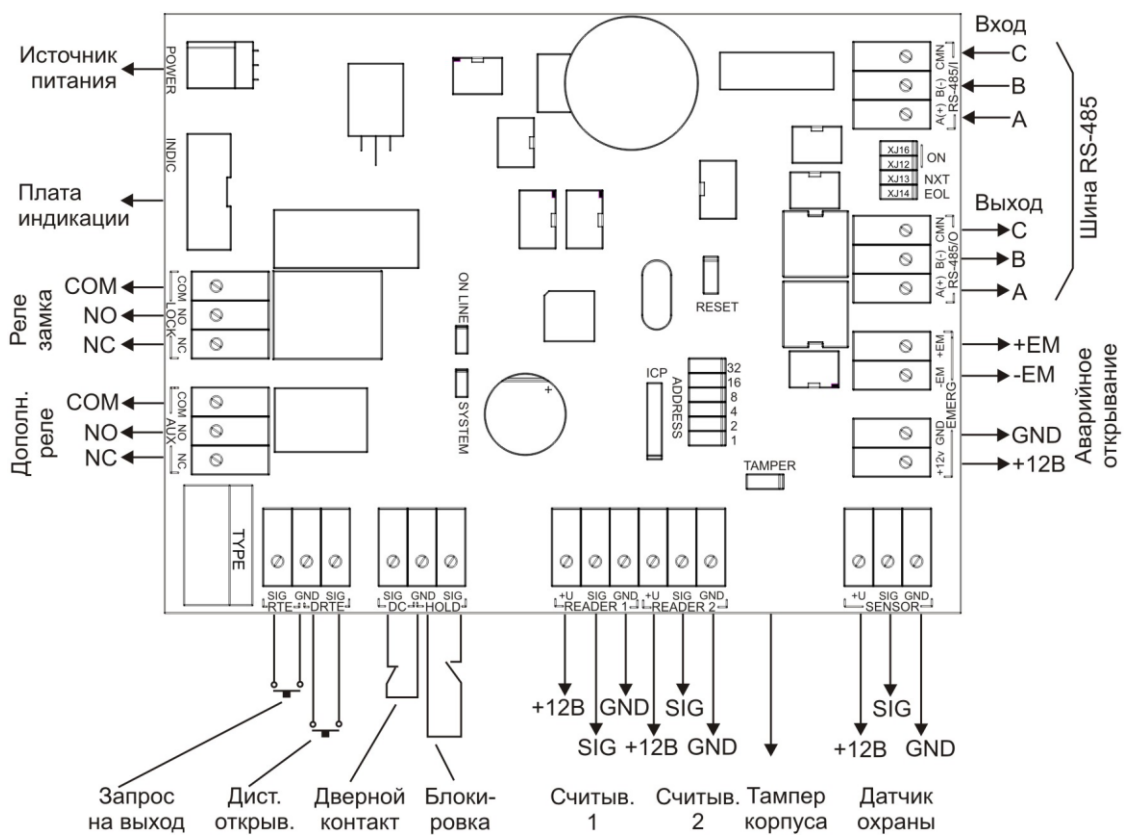 Источник
питания
POWER
Плата
индикации
INDIC
Реле
замка
COM
NO
NC
COM
NO
NC
LOCK
Дополн.
реле
COM
NO
NC
COM
NO
NC
AUX
TYPE
ON LINE
SYSTEM
+
ICP
ADDRESS
32
16
8
4
2
1
RESET
TAMPER
Вход
C
B
A
CMN
B(-)
A(+)
RS-485/I
XJ16
XJ12
XJ13
XJ14
ON
NXT
EOL
Шина RS-485
Выход
C
B
A
CMN
B(-)
A(+)
RS-485/O
+EM
-EM
GND
+12В
+EM
-EM
GND
+12v
EMERG
Аварийное
открывание
SIG GND SIG
RTE DRTE
SIG GND SIG
DC HOLD
+U SIG GND +U SIG GND
READER 1 READER 2
+U SIG GND
SENSOR
+12В GND SIG
SIG +12В GND
SIG
+12В GND
Запрос
на выход
Дист.
открыв.
Дверной
контакт
Блоки-
ровка
Считыв.
1
Считыв.
2
Тампер
корпуса
Датчик
охраны